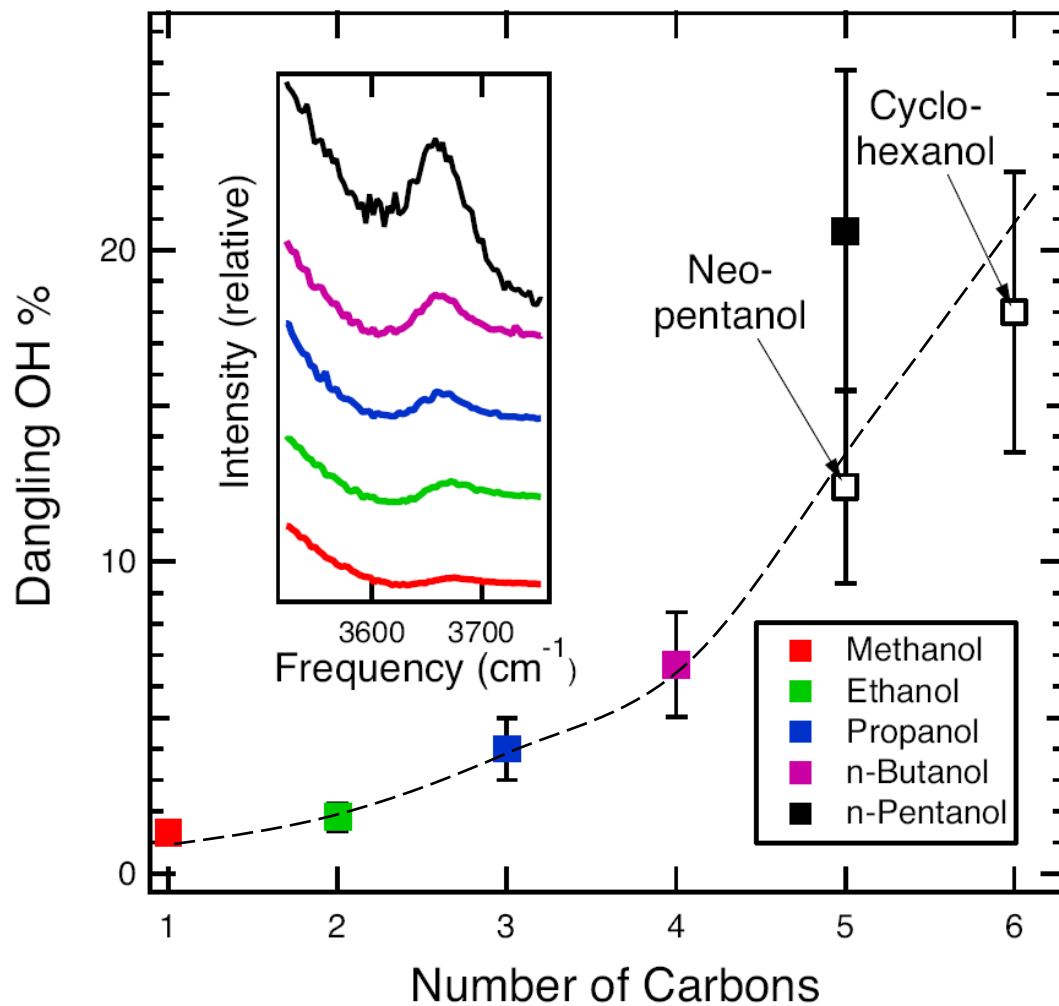 Dangling OH %
20
10
0
Intensity (relative)
3600 3700
Frequency (cm-1)
Cyclo-
hexanol
Neo-
pentanol
Methanol
Ethanol
Propanol
n-Butanol
n-Pentanol
1 2 3 4 5 6
Number of Carbons